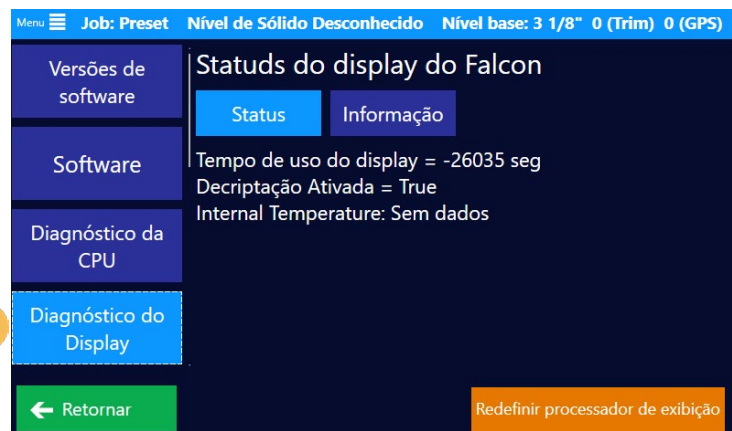 Menu Job: Preset Nível de Sólido Desconhecido Nível base: 3 1/8" 0 (Trim) 0 (GPS)
Versões de
software
Software
Diagnóstico da
CPU
Diagnóstico do
Display
Retornar
Statuds do display do Falcon
Status Informação
Tempo de uso do display = -26035 seg
Decriptação Ativada = True
Internal Temperature: Sem dados
Redefinir processador de exibição